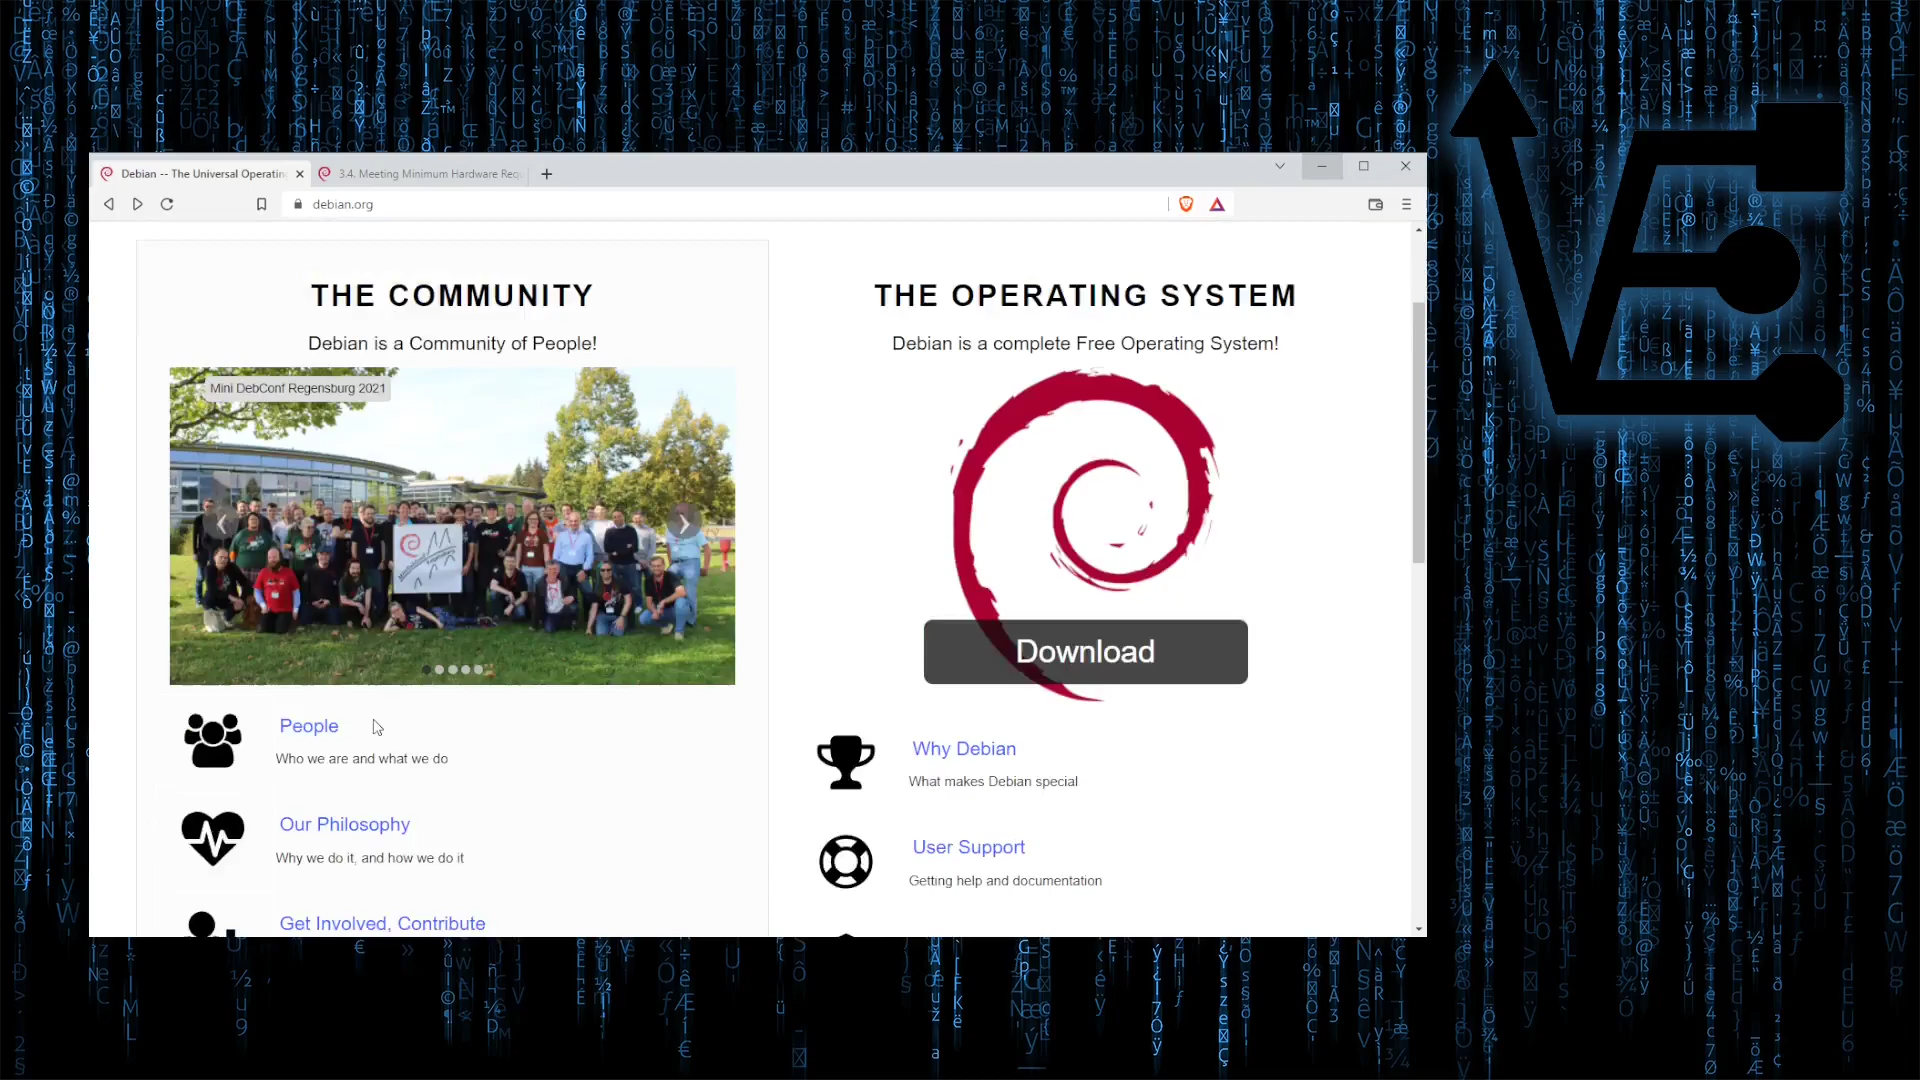 Debian -- The Universal Operatin
3.4. Meeting Minimum Hardware Req
debian.org
THE COMMUNITY
Debian is a Community of People!
Mini DebConf Regensburg 2021
People
Who we are and what we do
Our Philosophy
Why we do it, and how we do it
Get Involved, Contribute
THE OPERATING SYSTEM
Debian is a complete Free Operating System!
Download
Why Debian
What makes Debian special
User Support
Getting help and documentation